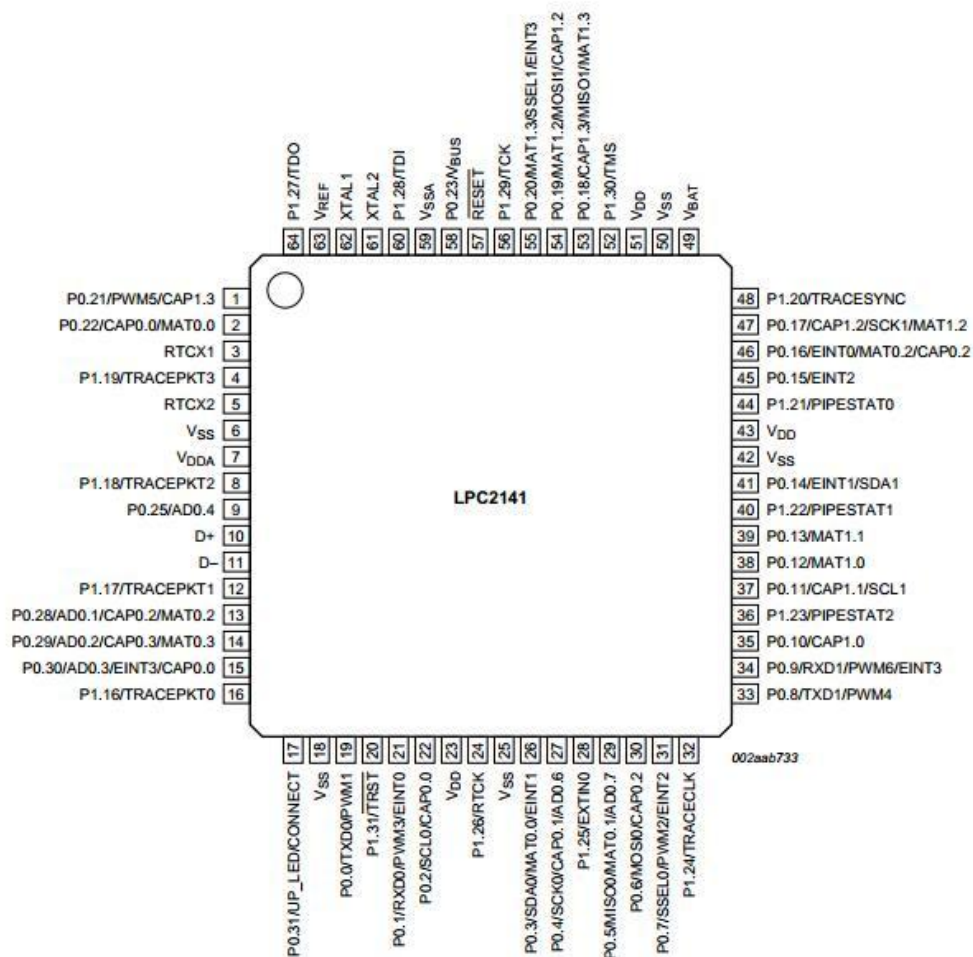 P1.27/TDO
VREF
XTAL1
XTAL2
P1.28/TDI
VSSA
P0.23/VBUS
RESET
P1.29/TCK
P0.20/MAT1.3/SSEL1/EINT3
P0.19/MAT1.2/MOSI1/CAP1.2
P0.18/CAP1.3/MISO1/MAT1.3
P1.30/TMS
VDD
VSS
VBAT
64 63 62 61 60 59 58 57 56 55 54 53 52 51 50 49
P0.21/PWM5/CAP1.3 1
P0.22/CAP0.0/MAT0.0 2
RTCX1 3
P1.19/TRACEPKT3 4
RTCX2 5
VSS 6
VDDA 7
P1.18/TRACEPKT2 8
P0.25/AD0.4 9
D+ 10
D− 11
P1.17/TRACEPKT1 12
P0.28/AD0.1/CAP0.2/MAT0.2 13
P0.29/AD0.2/CAP0.3/MAT0.3 14
P0.30/AD0.3/EINT3/CAP0.0 15
P1.16/TRACEPKT0 16
LPC2141
48 P1.20/TRACESYNC
47 P0.17/CAP1.2/SCK1/MAT1.2
46 P0.16/EINT0/MAT0.2/CAP0.2
45 P0.15/EINT2
44 P1.21/PIPESTAT0
43 VDD
42 VSS
41 P0.14/EINT1/SDA1
40 P1.22/PIPESTAT1
39 P0.13/MAT1.1
38 P0.12/MAT1.0
37 P0.11/CAP1.1/SCL1
36 P1.23/PIPESTAT2
35 P0.10/CAP1.0
34 P0.9/RXD1/PWM6/EINT3
33 P0.8/TXD1/PWM4
17 18 19 20 21 22 23 24 25 26 27 28 29 30 31 32
P0.31/UP_LED/CONNECT
VSS
P0.0/TXD0/PWM1
P1.31/TRST
P0.1/RXD0/PWM3/EINT0
P0.2/SCL0/CAP0.0
VDD
P1.26/RTCK
VSS
P0.3/SDA0/MAT0.0/EINT1
P0.4/SCK0/CAP0.1/AD0.6
P1.25/EXTIN0
P0.5/MISO0/MAT0.1/AD0.7
P0.6/MOSI0/CAP0.2
P0.7/SSEL0/PWM2/EINT2
P1.24/TRACECLK
002aab733